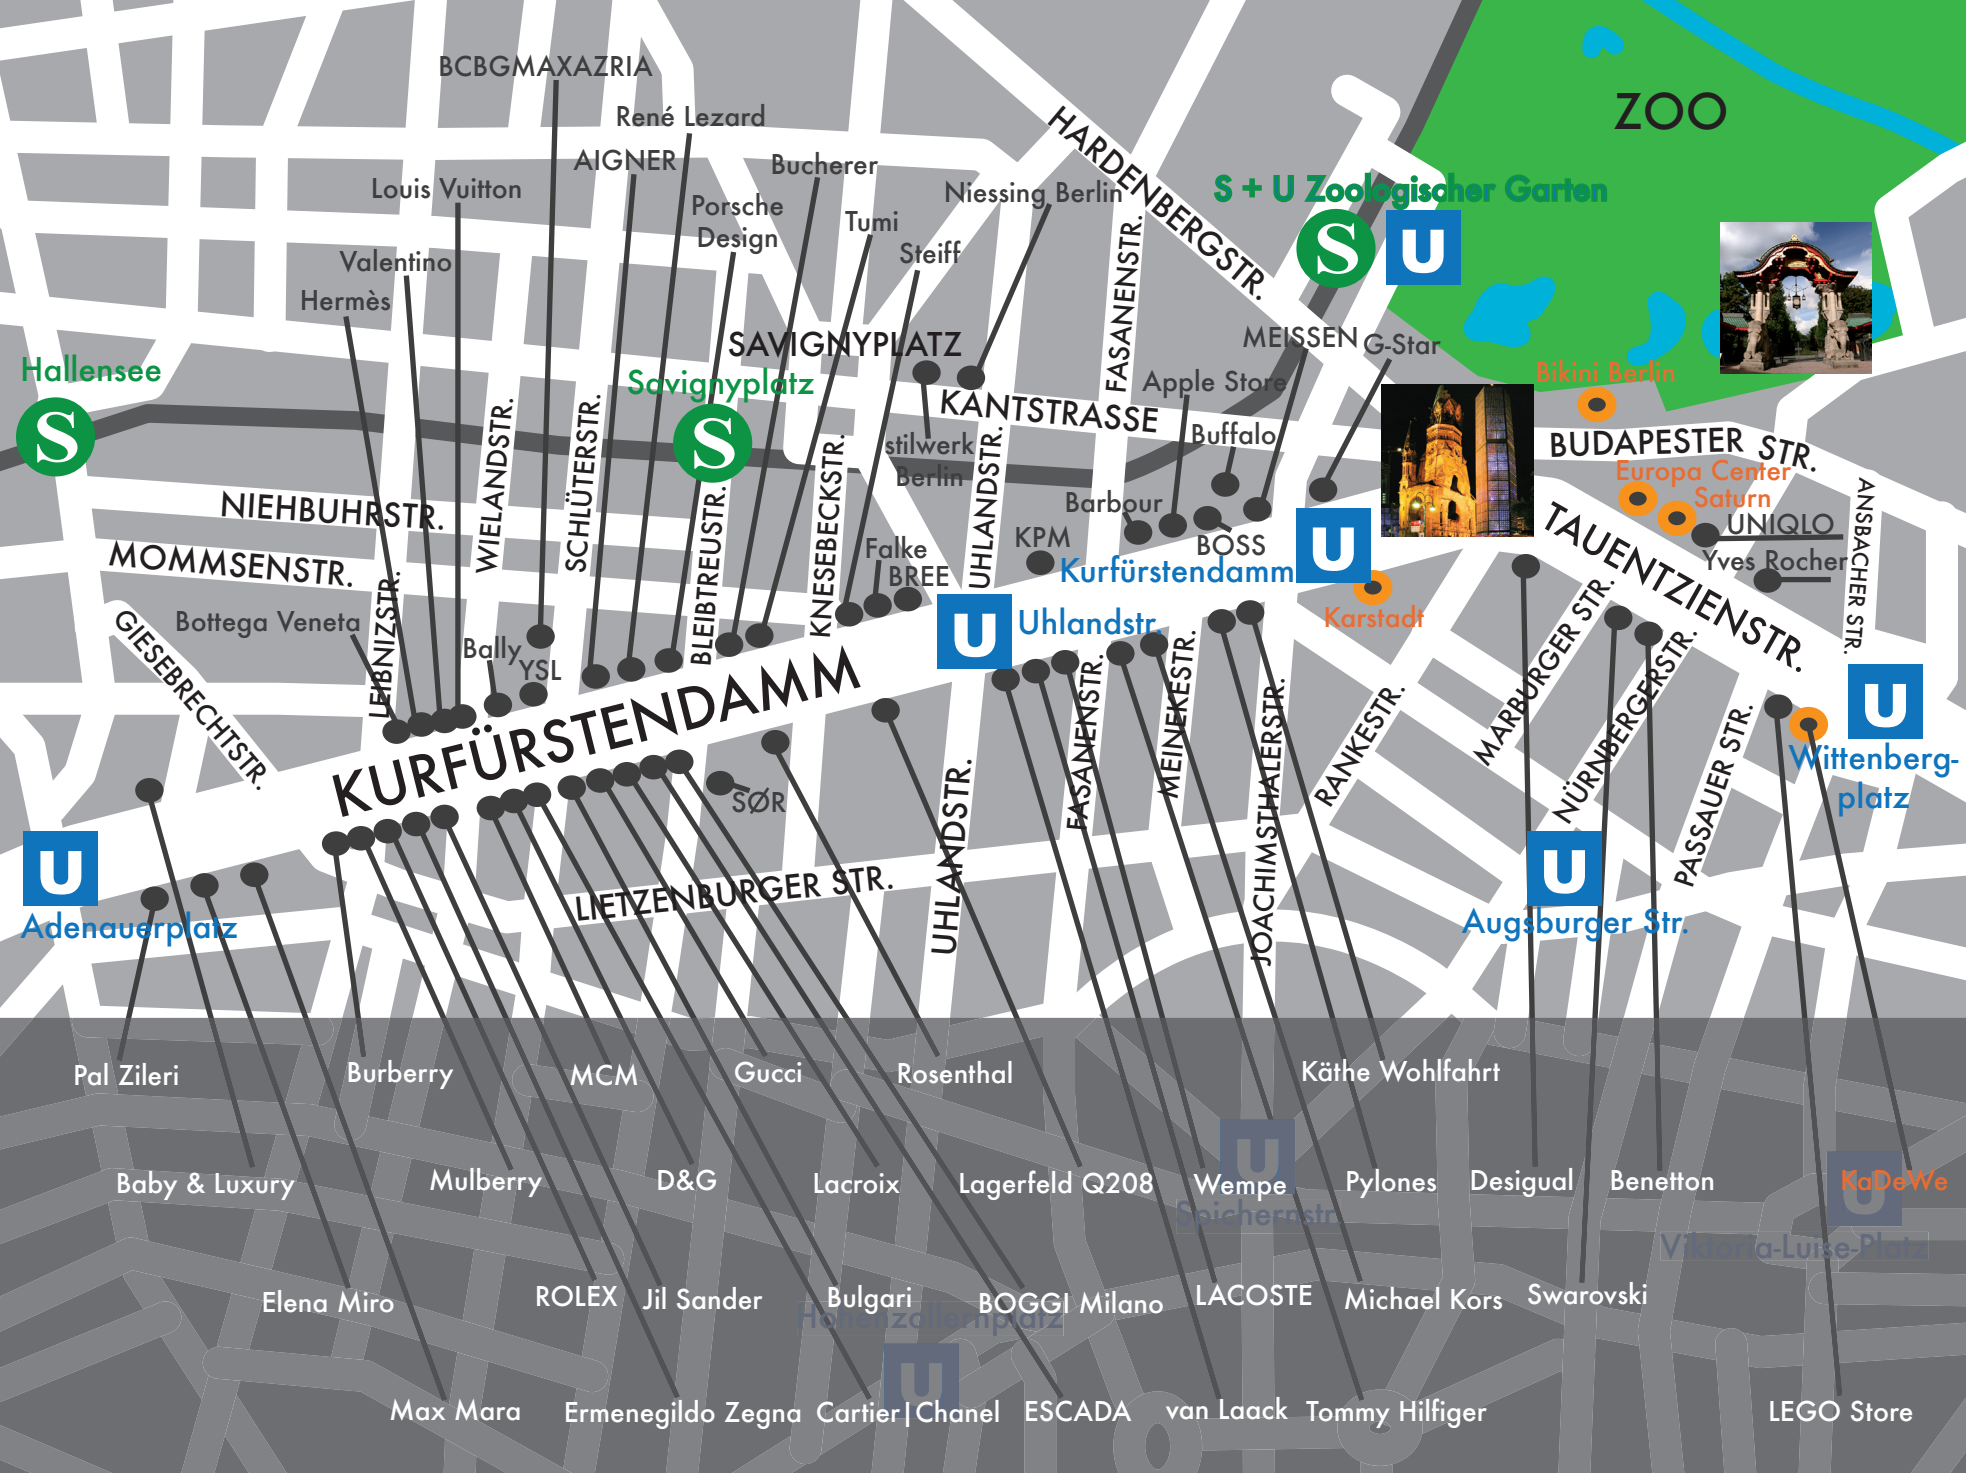 BCBGMAXAZRIA
René Lezard
AIGNER
Bucherer
Louis Vuitton
Porsche
Design
Niessing Berlin
Tumi
Steiff
Valentino
Hermès
ZOO
HARDENBERGSTR.
S + U Zoologischer Garten
S
U
FASANENSTR.
SAVIGNYPLATZ
MEISSEN
G-Star
Hallensee
S
Savignyplatz
S
Bikini Berlin
Apple Store
KANTSTRASSE
Buffalo
BUDAPESTER STR.
stilwerk
Berlin
Europa Center
Saturn
UNIQLO
Yves Rocher
WIELANDSTR.
SCHLÜTERSTR.
KNESEBECKSTR.
UHLANDSTR.
ANSBACHER STR.
NIEHBUHRSTR.
Barbour
BOSS
KPM
MOMMSENSTR.
Falke
BREE
Kurfürstendamm
U
TAUENTZIENSTR.
LEIBNIZSTR.
BLEIBTREUSTR.
Bottega Veneta
GIESEBRECHTSTR.
Bally
YSL
U
Uhlandstr.
Karstadt
MARBURGER STR.
NÜRNBERGERSTR.
U
Wittenberg-
platz
KURFÜRSTENDAMM
FASANENSTR.
MEINEKESTR.
JOACHIMSTHALERSTR.
RANKESTR.
PASSAUER STR.
SØR
UHLANDSTR.
U
Adenauerplatz
LIETZENBURGER STR.
U
Augsburger Str.
Pal Zileri
Burberry
MCM
Gucci
Rosenthal
Käthe Wohlfahrt
Baby & Luxury
Mulberry
D&G
Lacroix
Lagerfeld Q208
U
Wempe
Pylones
Desigual
Benetton
U
KaDeWe
Spichernstr.
Viktoria-Luise-Platz
Elena Miro
ROLEX
Jil Sander
Bulgari
BOGGI Milano
LACOSTE
Michael Kors
Swarovski
Hohenzollernplatz
U
Max Mara
Ermenegildo Zegna
Cartier | Chanel
ESCADA
van Laack
Tommy Hilfiger
LEGO Store